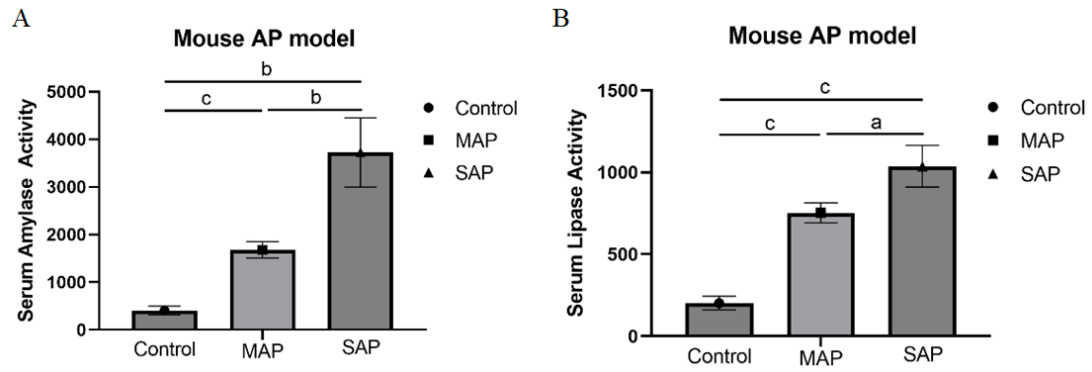 A
Mouse AP model
b
c
b
5000
4000
3000
2000
1000
0
Serum Amylase Activity
Control
MAP
SAP
Control
MAP
SAP
B
Mouse AP model
c
c
a
1500
1000
500
0
Serum Lipase Activity
Control
MAP
SAP
Control
MAP
SAP